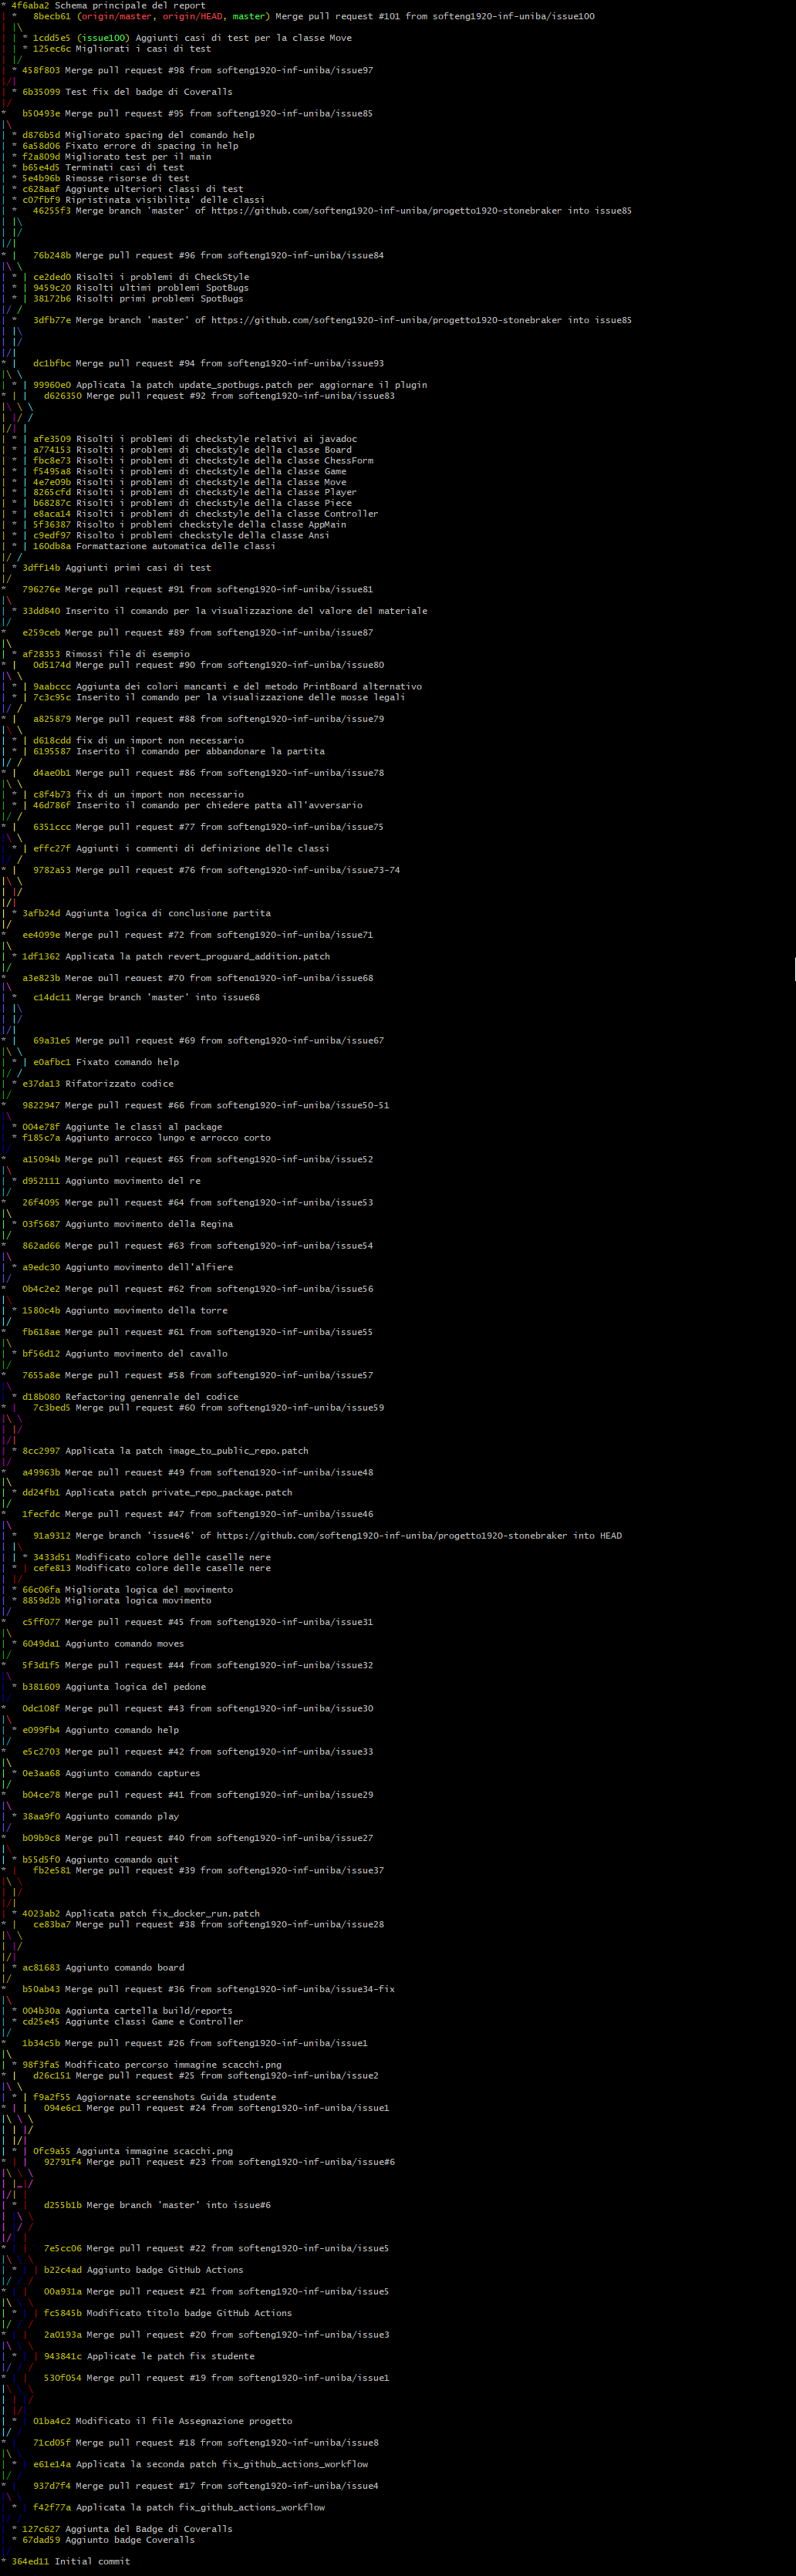 * 4f6aba2 Schema principale del report
| *   8becb61 (origin/master, origin/HEAD, master) Merge pull request #101 from softeng1920-inf-uniba/issue100
| |\
| | * 1cdd5e5 (issue100) Aggiunti casi di test per la classe Move
| | * 125ec6c Migliorati i casi di test
| |/
| * 458f803 Merge pull request #98 from softeng1920-inf-uniba/issue97
|/|
| * 6b35099 Test fix del badge di Coveralls
|/
*   b50493e Merge pull request #95 from softeng1920-inf-uniba/issue85
|\
| * d876b5d Migliorato spacing del comando help
| * 6a58d06 Fixato errore di spacing in help
| * f2a809d Migliorato test per il main
| * b65e4d5 Terminati casi di test
| * 5e4b96b Rimosse risorse di test
| * c628aaf Aggiunte ulteriori classi di test
| * c07fbf9 Ripristinata visibilita' delle classi
| *   46255f3 Merge branch 'master' of https://github.com/softeng1920-inf-uniba/progetto1920-stonebraker into issue85
| |\
| |/
|/|
* |   76b248b Merge pull request #96 from softeng1920-inf-uniba/issue84
|\ \
| * | ce2ded0 Risolti i problemi di CheckStyle
| * | 9459c20 Risolti ultimi problemi SpotBugs
| * | 38172b6 Risolti primi problemi SpotBugs
|/ /
| *   3dfb77e Merge branch 'master' of https://github.com/softeng1920-inf-uniba/progetto1920-stonebraker into issue85
| |\
| |/
|/|
* |   dc1bfbc Merge pull request #94 from softeng1920-inf-uniba/issue93
|\ \
| * | 99960e0 Applicata la patch update_spotbugs.patch per aggiornare il plugin
* | |   d626350 Merge pull request #92 from softeng1920-inf-uniba/issue83
|\ \ \
| |/ /
|/| |
| * | afe3509 Risolti i problemi di checkstyle relativi ai javadoc
| * | a774153 Risolti i problemi di checkstyle della classe Board
| * | fbc8e73 Risolti i problemi di checkstyle della classe ChessForm
| * | f5495a8 Risolti i problemi di checkstyle della classe Game
| * | 4e7e09b Risolti i problemi di checkstyle della classe Move
| * | 8265cfd Risolti i problemi di checkstyle della classe Player
| * | b68287c Risolti i problemi di checkstyle della classe Piece
| * | e8aca14 Risolti i problemi di checkstyle della classe Controller
| * | 5f36387 Risolto i problemi checkstyle della classe AppMain
| * | c9edf97 Risolto i problemi checkstyle della classe Ansi
| * | 160db8a Formattazione automatica delle classi
|/ /
| * 3dff14b Aggiunti primi casi di test
|/
*   796276e Merge pull request #91 from softeng1920-inf-uniba/issue81
|\
| * 33dd840 Inserito il comando per la visualizzazione del valore del materiale
|/
*   e259ceb Merge pull request #89 from softeng1920-inf-uniba/issue87
|\
| * af28353 Rimossi file di esempio
* |   0d5174d Merge pull request #90 from softeng1920-inf-uniba/issue80
|\ \
| * | 9aabccc Aggiunta dei colori mancanti e del metodo PrintBoard alternativo
| * | 7c3c95c Inserito il comando per la visualizzazione delle mosse legali
|/ /
* |   a825879 Merge pull request #88 from softeng1920-inf-uniba/issue79
|\ \
| * | d618cdd fix di un import non necessario
| * | 6195587 Inserito il comando per abbandonare la partita
|/ /
* |   d4ae0b1 Merge pull request #86 from softeng1920-inf-uniba/issue78
|\ \
| * | c8f4b73 fix di un import non necessario
| * | 46d786f Inserito il comando per chiedere patta all'avversario
|/ /
* |   6351ccc Merge pull request #77 from softeng1920-inf-uniba/issue75
|\ \
| * | effc27f Aggiunti i commenti di definizione delle classi
|/ /
* |   9782a53 Merge pull request #76 from softeng1920-inf-uniba/issue73-74
|\ \
| |/
|/|
| * 3afb24d Aggiunta logica di conclusione partita
|/
*   ee4099e Merge pull request #72 from softeng1920-inf-uniba/issue71
|\
| * 1df1362 Applicata la patch revert_proguard_addition.patch
|/
*   a3e823b Merge pull request #70 from softeng1920-inf-uniba/issue68
|\
| *   c14dc11 Merge branch 'master' into issue68
| |\
| |/
|/|
* |   69a31e5 Merge pull request #69 from softeng1920-inf-uniba/issue67
|\ \
| * | e0afbc1 Fixato comando help
|/ /
| * e37da13 Rifatorizzato codice
|/
*   9822947 Merge pull request #66 from softeng1920-inf-uniba/issue50-51
|\
| * 004e78f Aggiunte le classi al package
| * f185c7a Aggiunto arrocco lungo e arrocco corto
|/
*   a15094b Merge pull request #65 from softeng1920-inf-uniba/issue52
|\
| * d952111 Aggiunto movimento del re
|/
*   26f4095 Merge pull request #64 from softeng1920-inf-uniba/issue53
|\
| * 03f5687 Aggiunto movimento della Regina
|/
*   862ad66 Merge pull request #63 from softeng1920-inf-uniba/issue54
|\
| * a9edc30 Aggiunto movimento dell'alfiere
|/
*   0b4c2e2 Merge pull request #62 from softeng1920-inf-uniba/issue56
|\
| * 1580c4b Aggiunto movimento della torre
|/
*   fb618ae Merge pull request #61 from softeng1920-inf-uniba/issue55
|\
| * bf56d12 Aggiunto movimento del cavallo
|/
*   7655a8e Merge pull request #58 from softeng1920-inf-uniba/issue57
|\
| * d18b080 Refactoring genenrale del codice
* |   7c3bed5 Merge pull request #60 from softeng1920-inf-uniba/issue59
|\ \
| |/
|/|
| * 8cc2997 Applicata la patch image_to_public_repo.patch
|/
*   a49963b Merge pull request #49 from softeng1920-inf-uniba/issue48
|\
| * dd24fb1 Applicata patch private_repo_package.patch
|/
*   1fecfdc Merge pull request #47 from softeng1920-inf-uniba/issue46
|\
| *   91a9312 Merge branch 'issue46' of https://github.com/softeng1920-inf-uniba/progetto1920-stonebraker into HEAD
| |\
| | * 3433d51 Modificato colore delle caselle nere
| * | cefe813 Modificato colore delle caselle nere
| |/
| * 66c06fa Migliorata logica del movimento
| * 8859d2b Migliorata logica movimento
|/
*   c5ff077 Merge pull request #45 from softeng1920-inf-uniba/issue31
|\
| * 6049da1 Aggiunto comando moves
|/
*   5f3d1f5 Merge pull request #44 from softeng1920-inf-uniba/issue32
|\
| * b381609 Aggiunta logica del pedone
|/
*   0dc108f Merge pull request #43 from softeng1920-inf-uniba/issue30
|\
| * e099fb4 Aggiunto comando help
|/
*   e5c2703 Merge pull request #42 from softeng1920-inf-uniba/issue33
|\
| * 0e3aa68 Aggiunto comando captures
|/
*   b04ce78 Merge pull request #41 from softeng1920-inf-uniba/issue29
|\
| * 38aa9f0 Aggiunto comando play
|/
*   b09b9c8 Merge pull request #40 from softeng1920-inf-uniba/issue27
|\
| * b55d5f0 Aggiunto comando quit
* |   fb2e581 Merge pull request #39 from softeng1920-inf-uniba/issue37
|\ \
| |/
|/|
| * 4023ab2 Applicata patch fix_docker_run.patch
* |   ce83ba7 Merge pull request #38 from softeng1920-inf-uniba/issue28
|\ \
| |/
|/|
| * ac81683 Aggiunto comando board
|/
*   b50ab43 Merge pull request #36 from softeng1920-inf-uniba/issue34-fix
|\
| * 004b30a Aggiunta cartella build/reports
| * cd25e45 Aggiunte classi Game e Controller
|/
*   1b34c5b Merge pull request #26 from softeng1920-inf-uniba/issue1
|\
| * 98f3fa5 Modificato percorso immagine scacchi.png
* |   d26c151 Merge pull request #25 from softeng1920-inf-uniba/issue2
|\ \
| * | f9a2f55 Aggiornate screenshots Guida studente
* | |   094e6c1 Merge pull request #24 from softeng1920-inf-uniba/issue1
|\ \ \
| | |/
| |/|
| * | 0fc9a55 Aggiunta immagine scacchi.png
* | |   92791f4 Merge pull request #23 from softeng1920-inf-uniba/issue#6
|\ \ \
| |_|/
|/| |
| * |   d255b1b Merge branch 'master' into issue#6
| |\ \
| |/ /
|/| |
* | |   7e5cc06 Merge pull request #22 from softeng1920-inf-uniba/issue5
|\ \ \
| * | | b22c4ad Aggiunto badge GitHub Actions
|/ / /
* | |   00a931a Merge pull request #21 from softeng1920-inf-uniba/issue5
|\ \ \
| * | | fc5845b Modificato titolo badge GitHub Actions
|/ / /
* | |   2a0193a Merge pull request #20 from softeng1920-inf-uniba/issue3
|\ \ \
| * | | 943841c Applicate le patch fix studente
|/ / /
* | |   530f054 Merge pull request #19 from softeng1920-inf-uniba/issue1
|\ \ \
| | |/
| |/|
| * | 01ba4c2 Modificato il file Assegnazione progetto
|/ /
* |   71cd05f Merge pull request #18 from softeng1920-inf-uniba/issue8
|\ \
| * | e61e14a Applicata la seconda patch fix_github_actions_workflow
|/ /
* |   937d7f4 Merge pull request #17 from softeng1920-inf-uniba/issue4
|\ \
| * | f42f77a Applicata la patch fix_github_actions_workflow
|/ /
| * 127c627 Aggiunta del Badge di Coveralls
| * 67dad59 Aggiunto badge Coveralls
|/
* 364ed11 Initial commit